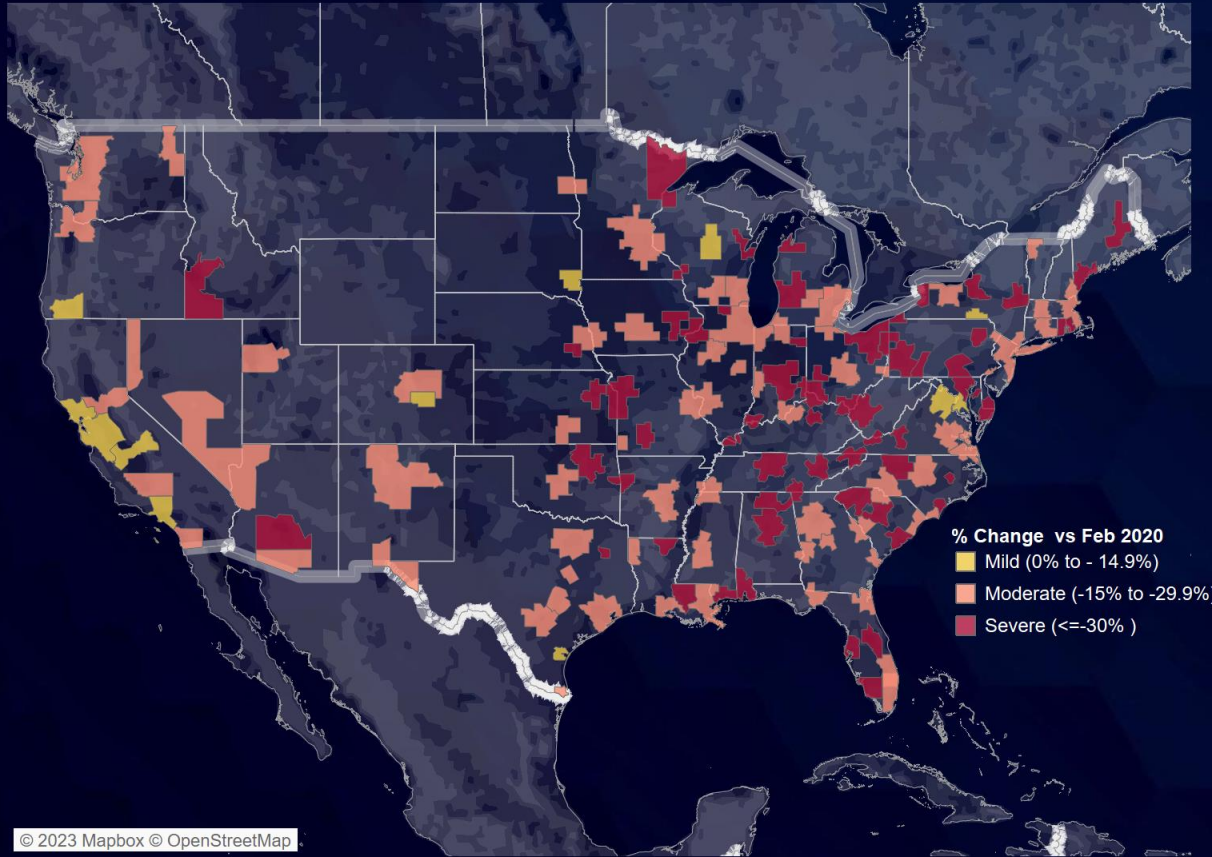 % Change  vs Feb 2020
Mild (0% to - 14.9%)
Moderate (-15% to -29.9%)
Severe (<=-30% )
© 2023 Mapbox © OpenStreetMap